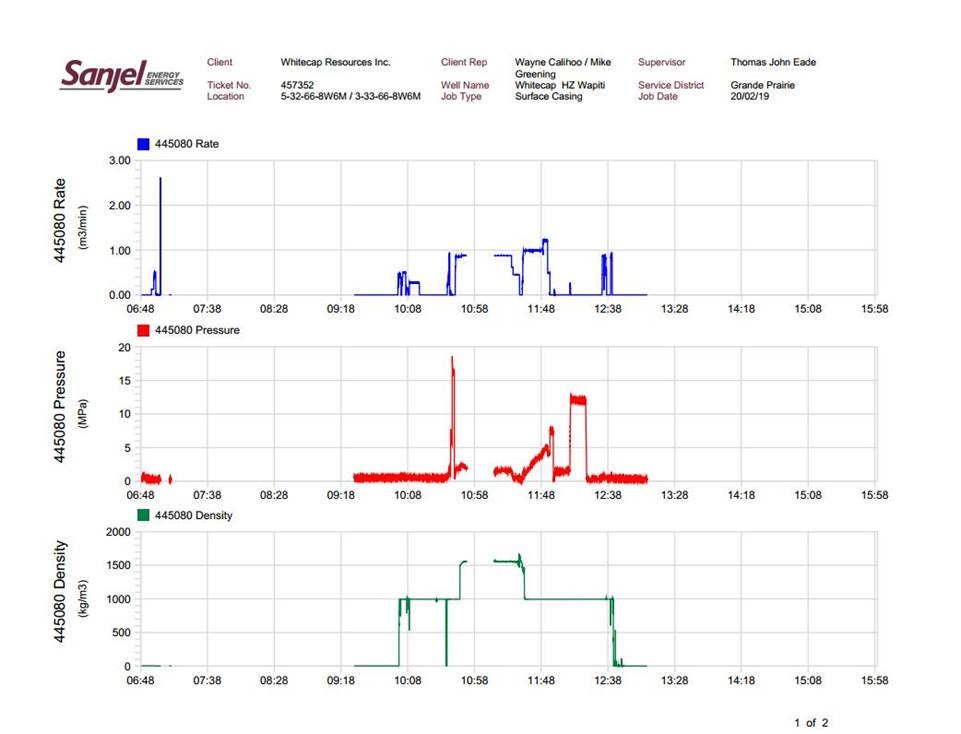 Sanjel ENERGY SERVICES
Client Whitecap Resources Inc. Client Rep Wayne Calihoo / Mike Greening Supervisor Thomas John Eade
Ticket No. 457352 Well Name Whitecap HZ Wapiti Service District Grande Prairie
Location 5-32-66-8W6M / 3-33-66-8W6M Job Type Surface Casing Job Date 20/02/19
445080 Rate
445080 Rate
(m3/min)
3.00
2.00
1.00
0.00
06:48 07:38 08:28 09:18 10:08 10:58 11:48 12:38 13:28 14:18 15:08 15:58
445080 Pressure
445080 Pressure
(MPa)
20
15
10
5
0
06:48 07:38 08:28 09:18 10:08 10:58 11:48 12:38 13:28 14:18 15:08 15:58
445080 Density
445080 Density
(kg/m3)
2000
1500
1000
500
0
06:48 07:38 08:28 09:18 10:08 10:58 11:48 12:38 13:28 14:18 15:08 15:58
1 of 2